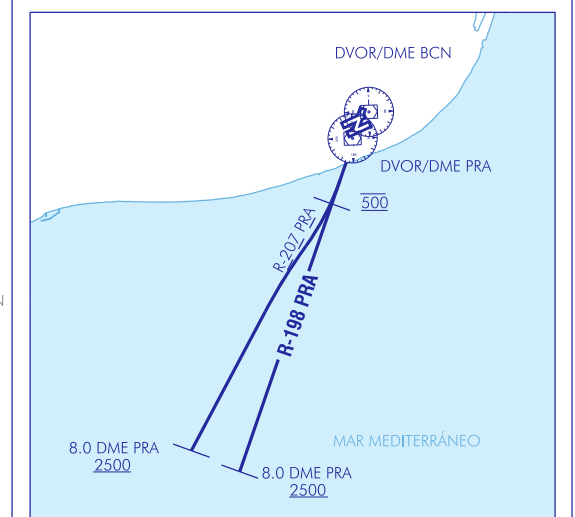 DVOR/DME BCN
DVOR/DME PRA
500
R-207 PRA
R-198 PRA
MAR MEDITERRÁNEO
8.0 DME PRA
2500
8.0 DME PRA
2500